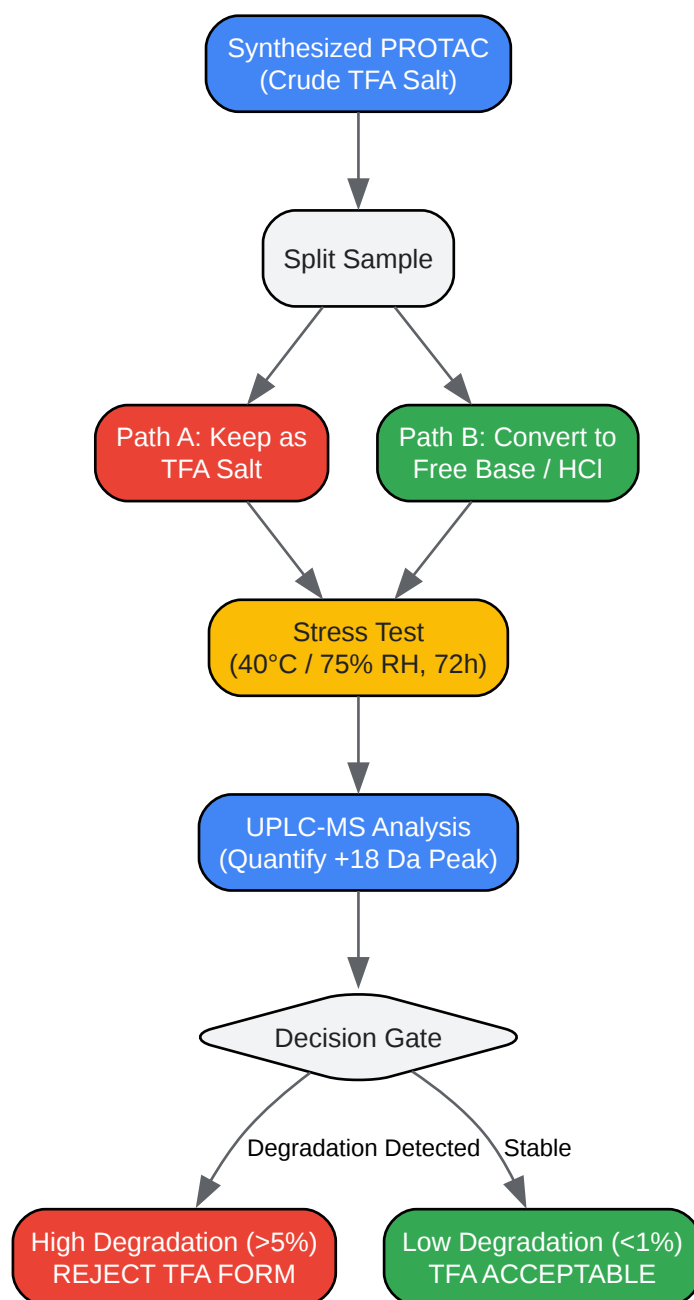 Synthesized PROTAC
(Crude TFA Salt)
Split Sample
Path A: Keep as
TFA Salt
Path B: Convert to
Free Base / HCl
Stress Test
(40°C / 75% RH, 72h)
UPLC-MS Analysis
(Quantify +18 Da Peak)
Decision Gate
Degradation Detected
Stable
High Degradation (>5%)
REJECT TFA FORM
Low Degradation (<1%)
TFA ACCEPTABLE